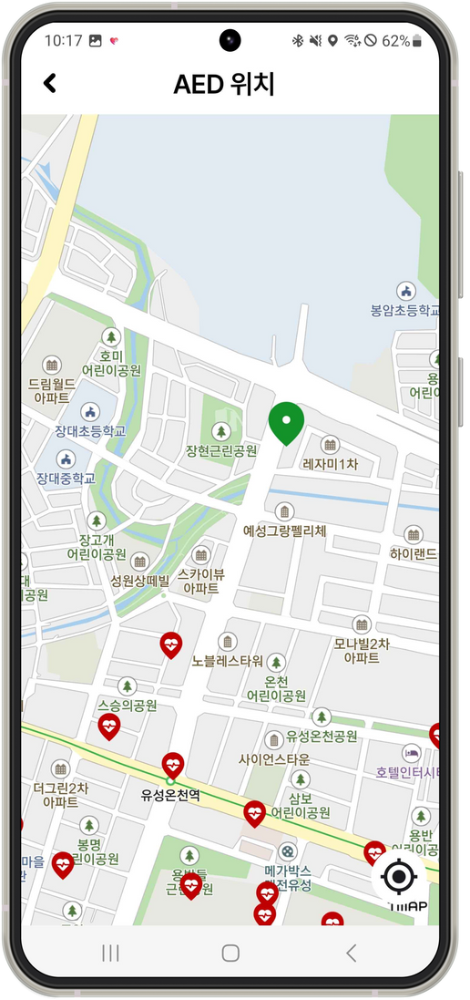 10:17
62%
AED 위치
봉암초등학교
호미
어린이공원
드림월드
아파트
용
어린이
장대초등학교
장현근린공원
레자미1차
장대중학교
예성그랑펠리체
장고개
어린이공원
하이랜드
성원상떼빌
스카이뷰
아파트
대
공원
모나빌2차
아파트
노블레스타워
온천
어린이공원
스승의공원
유성온천공원
사이언스타운
호텔인터시티
더그린2차
아파트
유성온천역
삼보
어린이공원
용반
어린이공
봉명
린이공원
마을
메가박스
대전유성
용반들
근린공원